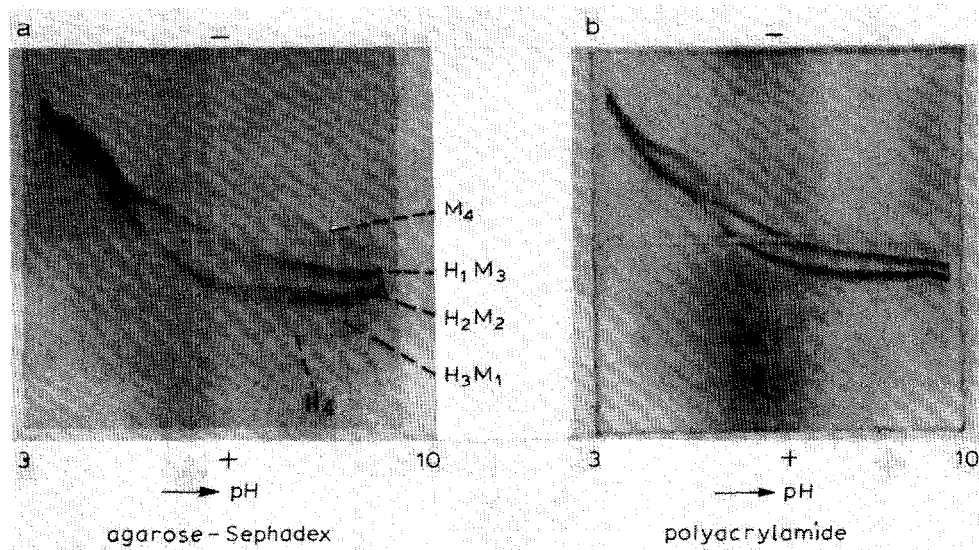 a
−
M₄
H₁M₃
H₂M₂
H₃M₁
H₄
3 + 10
→ pH
agarose-Sephadex
b
−
3 + 10
→ pH
polyacrylamide